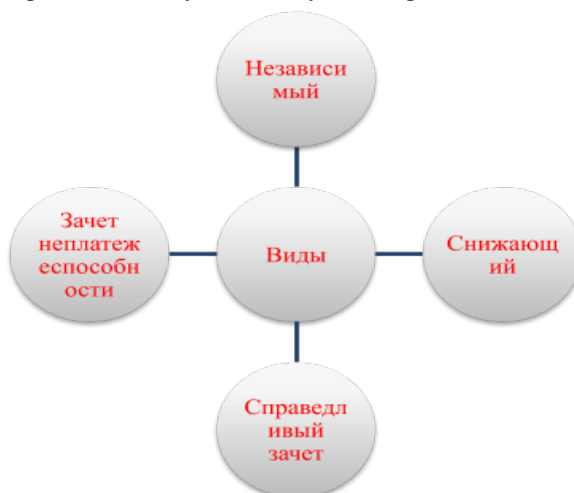 Независи
мый
Зачет
неплатеж
еспособн
ости
Виды
Снижающ
ий
Справедл
ивый
зачет